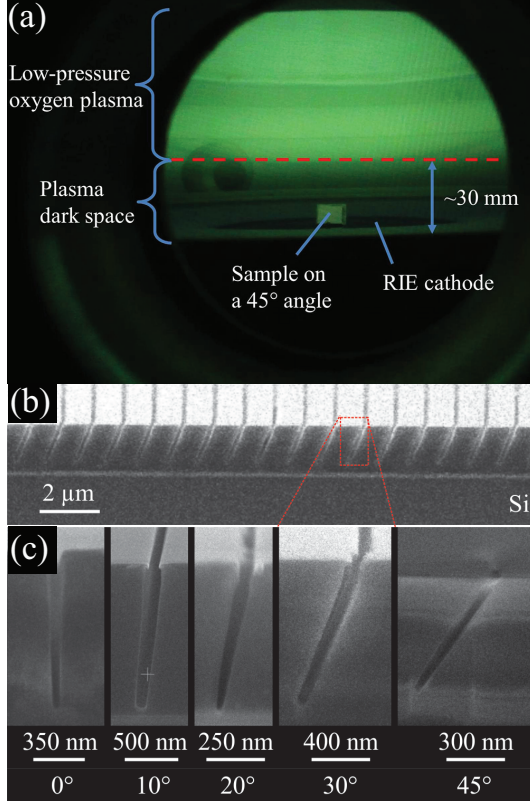 (a)
Low-pressure
oxygen plasma
Plasma
dark space
~30 mm
Sample on
a 45° angle
RIE cathode
(b)
2 µm
Si
(c)
350 nm
500 nm
250 nm
400 nm
300 nm
0°
10°
20°
30°
45°